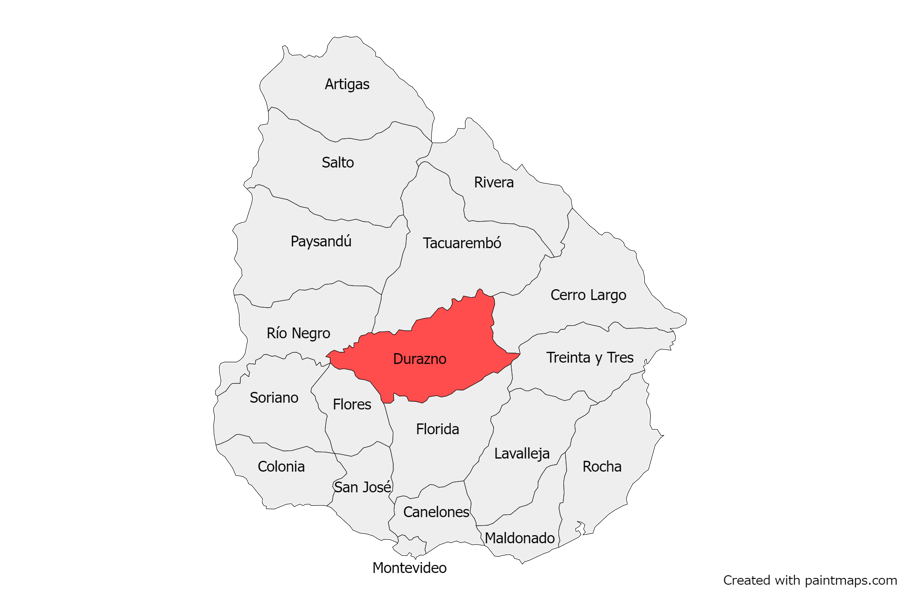 Artigas
Salto
Rivera
Paysandú
Tacuarembó
Cerro Largo
Río Negro
Durazno
Treinta y Tres
Soriano
Flores
Florida
Lavalleja
Colonia
Rocha
San José
Canelones
Maldonado
Montevideo
Created with paintmaps.com